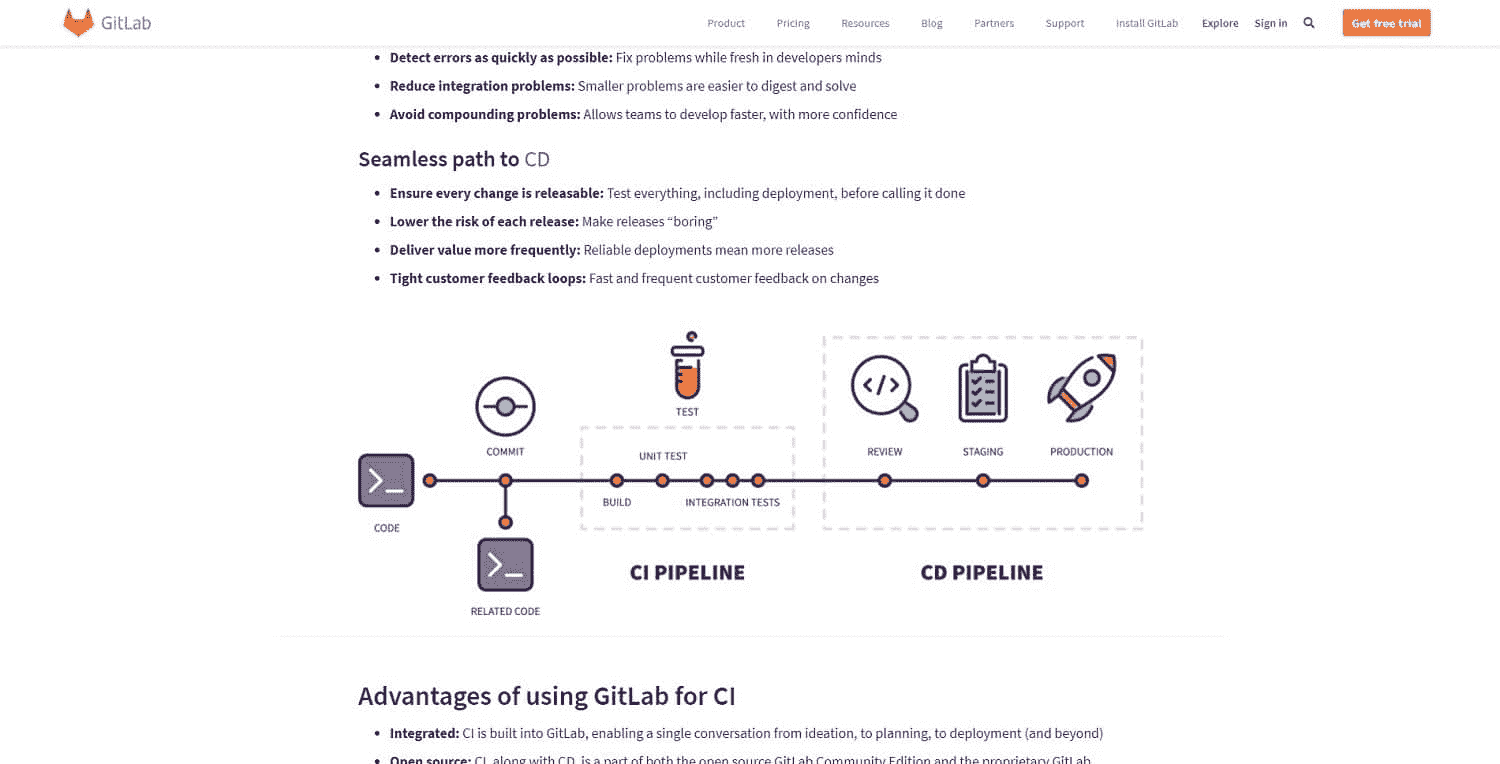 GitLab
Product Pricing Resources Blog Partners Support Install GitLab Explore Sign in Get free trial
Detect errors as quickly as possible: Fix problems while fresh in developers minds
Reduce integration problems: Smaller problems are easier to digest and solve
Avoid compounding problems: Allows teams to develop faster, with more confidence
Seamless path to CD
Ensure every change is releasable: Test everything, including deployment, before calling it done
Lower the risk of each release: Make releases “boring”
Deliver value more frequently: Reliable deployments mean more releases
Tight customer feedback loops: Fast and frequent customer feedback on changes
TEST
COMMIT
UNIT TEST
REVIEW
STAGING
PRODUCTION
BUILD
INTEGRATION TESTS
CODE
CI PIPELINE
CD PIPELINE
RELATED CODE
Advantages of using GitLab for CI
Integrated: CI is built into GitLab, enabling a single conversation from ideation, to planning, to deployment (and beyond)
Open source: CI, along with CD, is a part of both the open source GitLab Community Edition and the proprietary GitLab